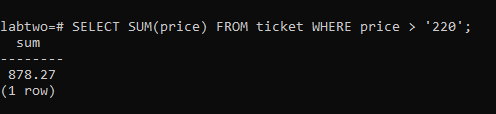 labtwo=# SELECT SUM(price) FROM ticket WHERE price > '220';
  sum
--------
 878.27
(1 row)